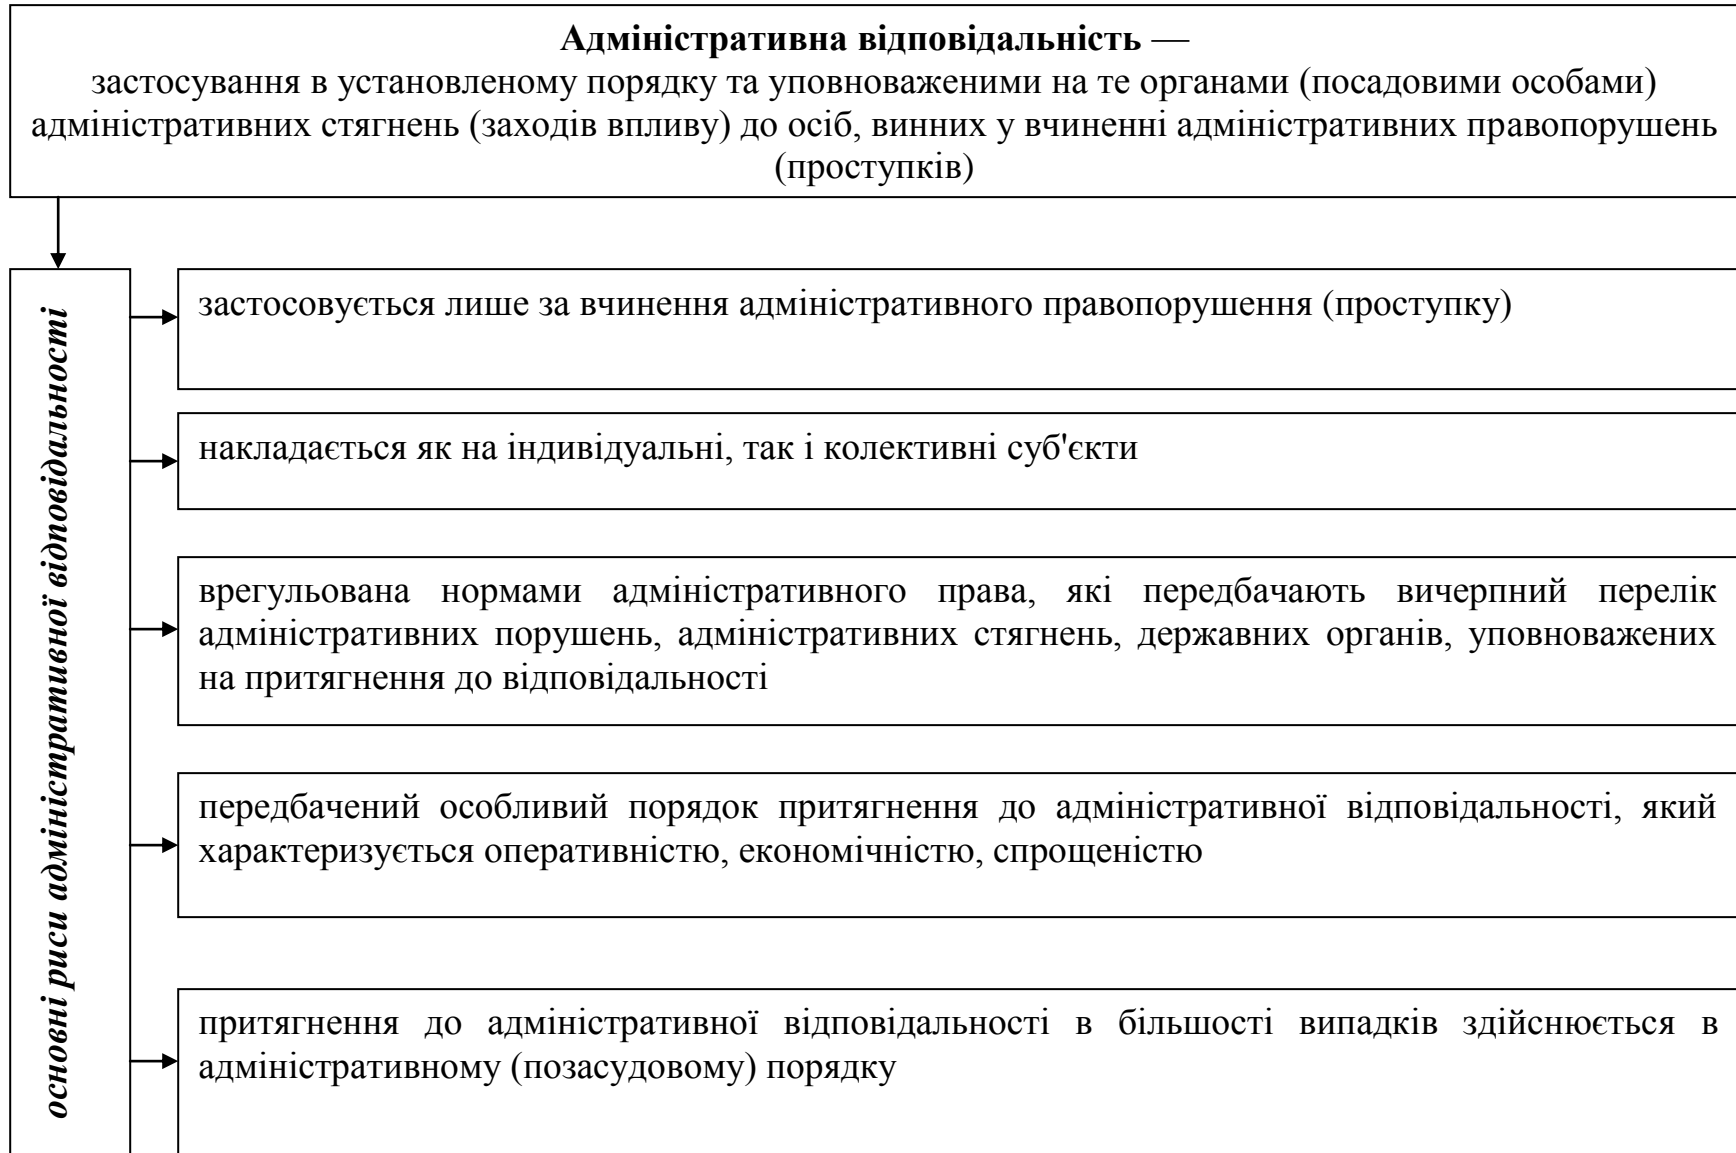 Адміністративна відповідальність —
застосування в установленому порядку та уповноваженими на те органами (посадовими особами)
адміністративних стягнень (заходів впливу) до осіб, винних у вчиненні адміністративних правопорушень
(проступків)
основні риси адміністративної відповідальності
застосовується лише за вчинення адміністративного правопорушення (проступку)
накладається як на індивідуальні, так і колективні суб'єкти
врегульована нормами адміністративного права, які передбачають вичерпний перелік
адміністративних порушень, адміністративних стягнень, державних органів, уповноважених
на притягнення до відповідальності
передбачений особливий порядок притягнення до адміністративної відповідальності, який
характеризується оперативністю, економічністю, спрощеністю
притягнення до адміністративної відповідальності в більшості випадків здійснюється в
адміністративному (позасудовому) порядку